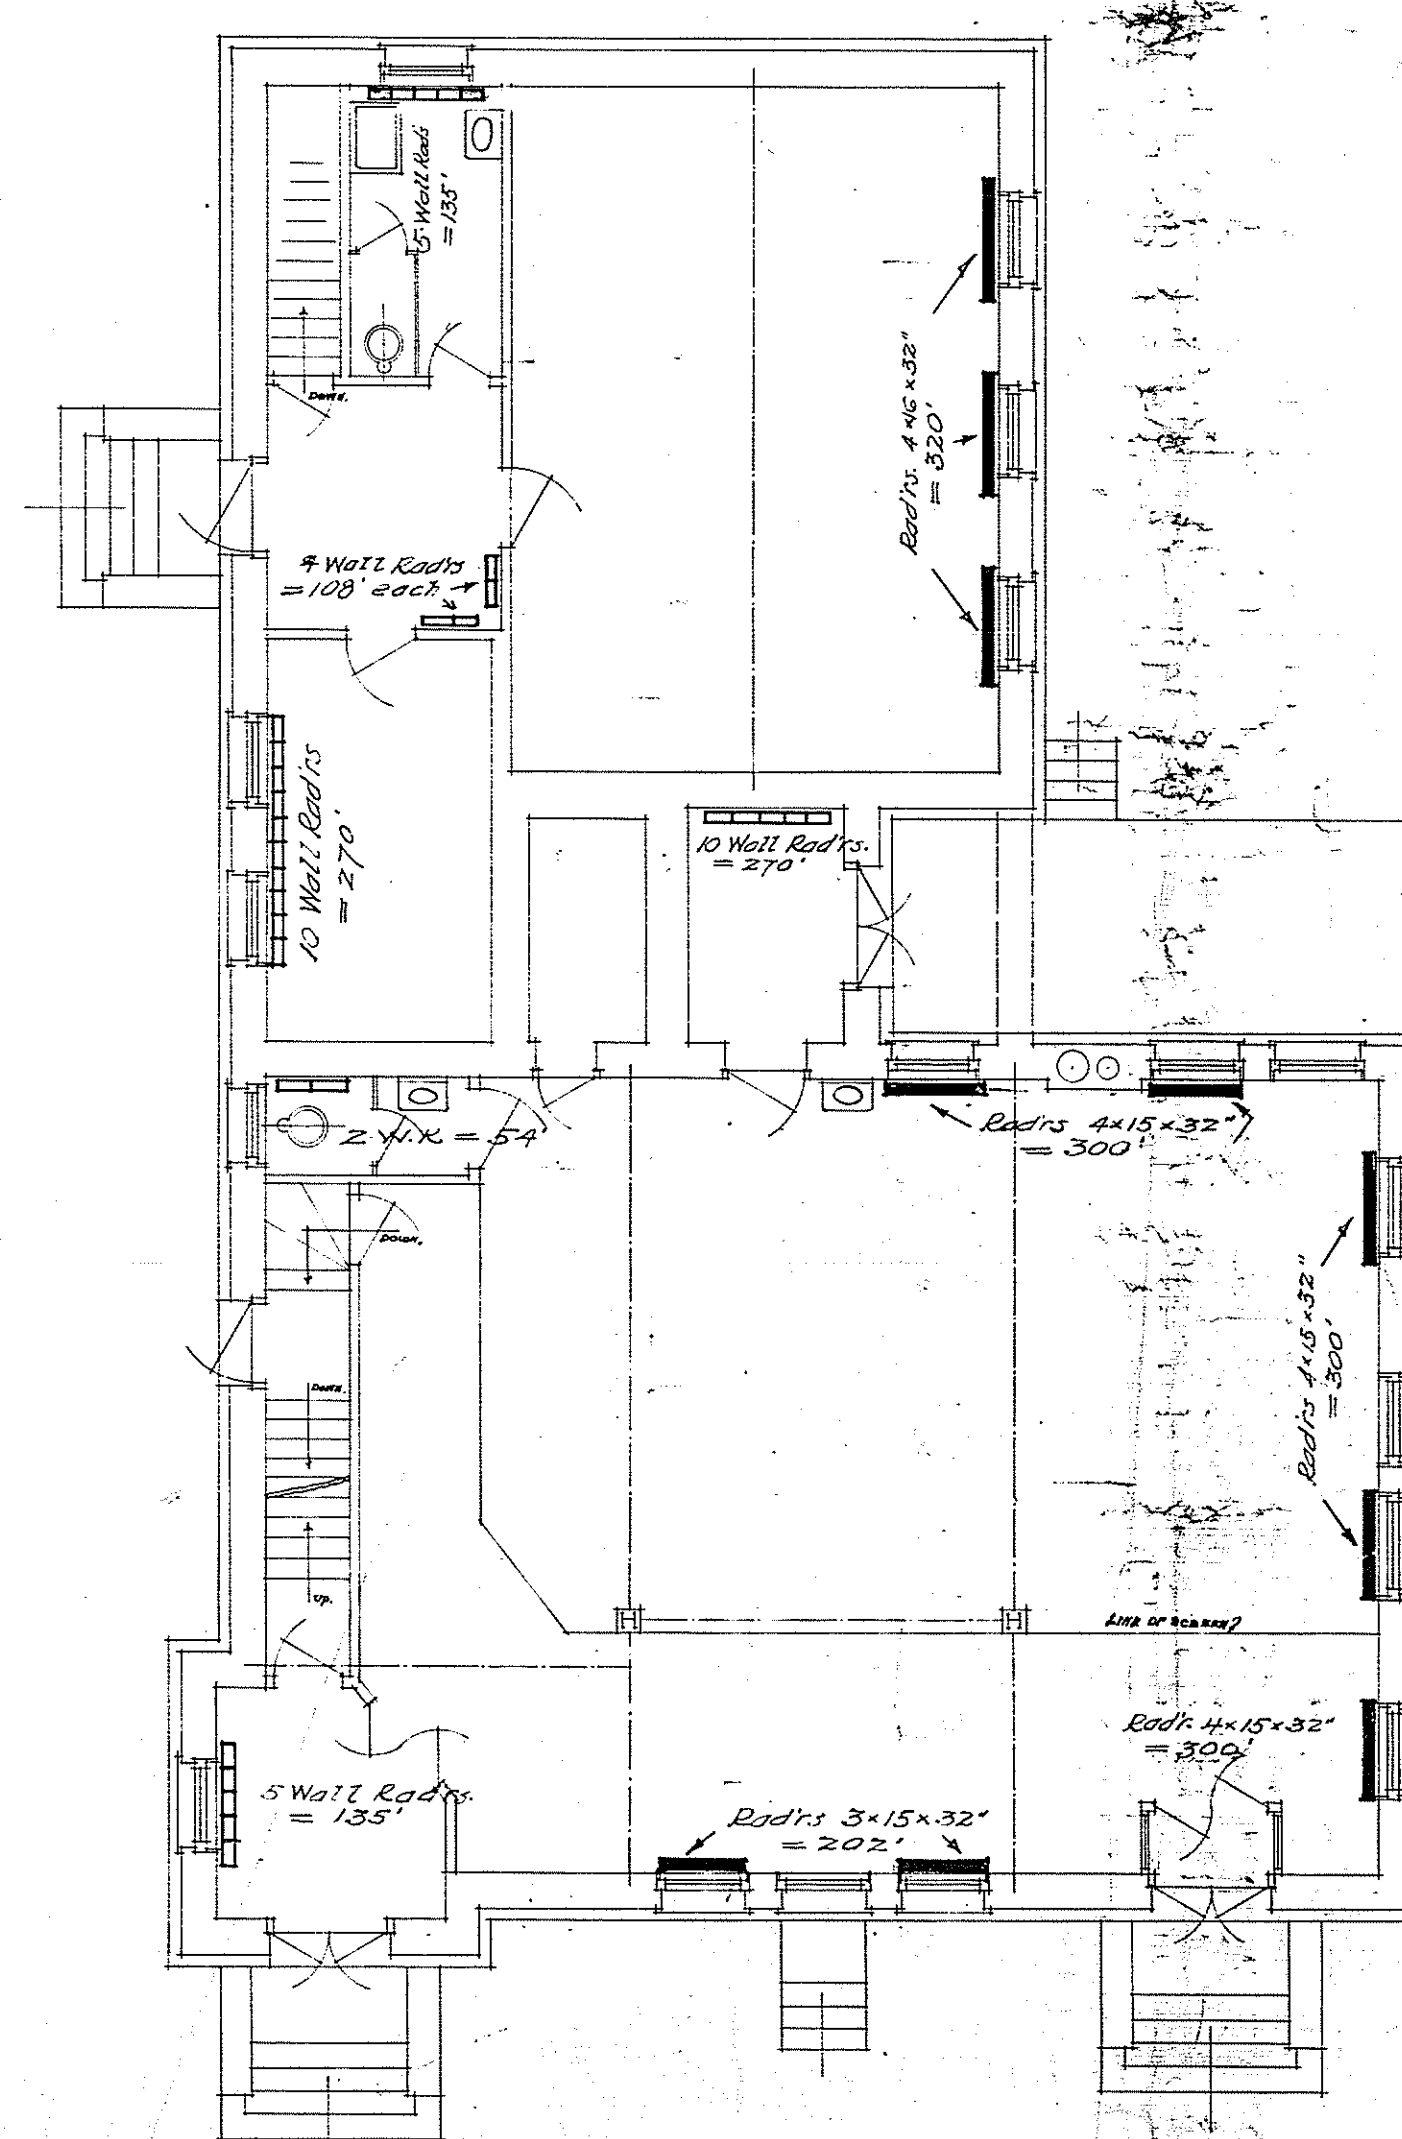 5 Wall Rads
= 135'
Down.
Rad'rs. 4×16×32"
= 320'
4 Wall Rad'rs
= 108' each
10 Wall Rad'rs
= 270'
10 Wall Rad'rs.
= 270'
2 W.R. = 54'
Rad'rs 4×15×32"
= 300'
Down.
Rad'rs 4×15×32"
= 300'
Down.
Up.
H
H
LINE OF SCREEN?
Rad'r. 4×15×32"
= 300'
5 Wall Rad'rs.
= 135'
Rad'rs 3×15×32"
= 202'